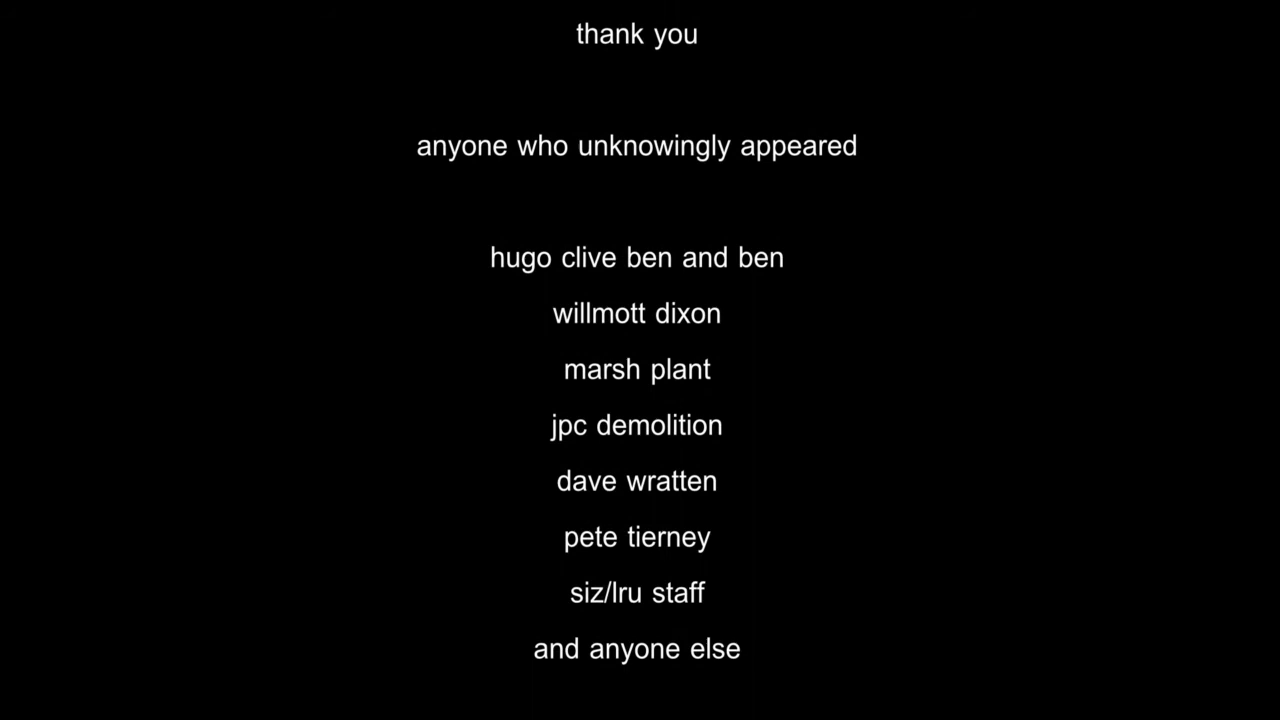 thank you
anyone who unknowingly appeared
hugo clive ben and ben
willmott dixon
marsh plant
jpc demolition
dave wratten
pete tierney
siz/lru staff
and anyone else